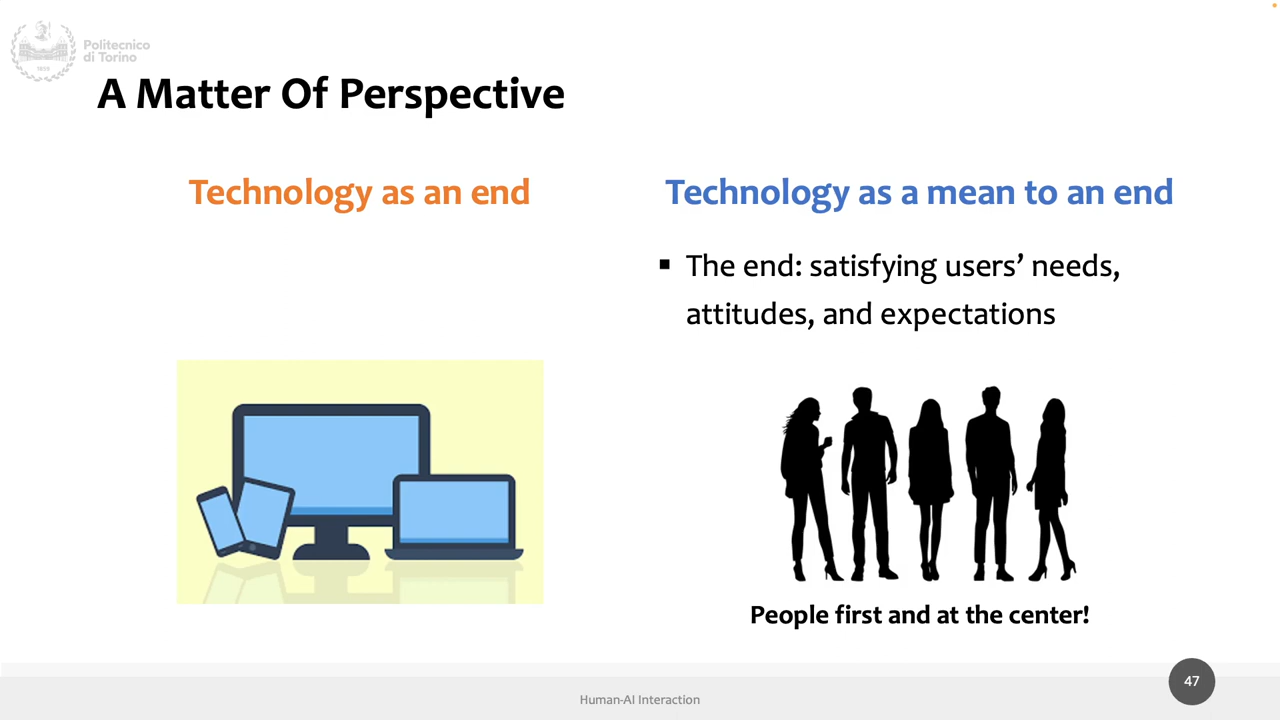 Politecnico
di Torino
1859
A Matter Of Perspective
Technology as an end
Technology as a mean to an end
▪ The end: satisfying users’ needs,
attitudes, and expectations
People first and at the center!
Human-AI Interaction
47